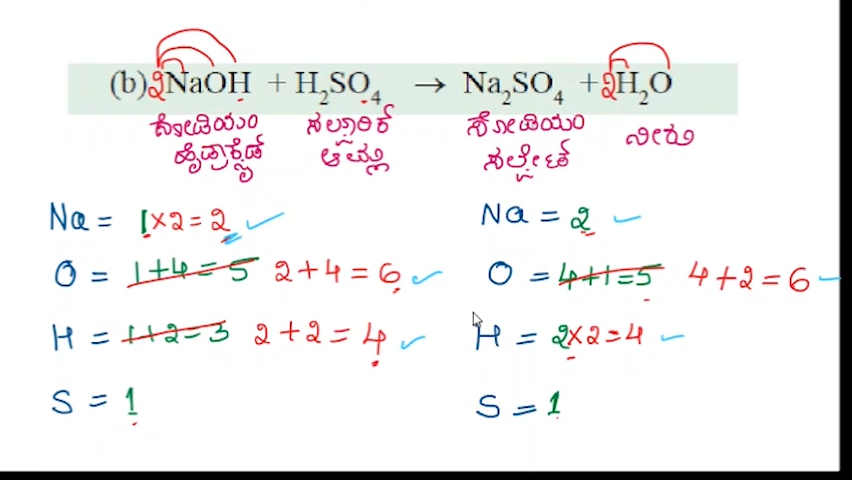 (b) 2NaOH + H₂SO₄ → Na₂SO₄ + 2H₂O
ಸೋಡಿಯಂ ಸಲ್ಫೂರಿಕ್ ಸೋಡಿಯಂ ನೀರು
ಹೈಡ್ರಾಕ್ಸೈಡ್ ಆಮ್ಲ ಸಲ್ಫೇಟ್
Na = 1×2=2 ✓ Na = 2 ✓
O = 1+4=5 2+4=6 ✓ O = 4+1=5 4+2=6 ✓
H = 1+2=3 2+2=4 ✓ H = 2×2=4 ✓
S = 1 S = 1